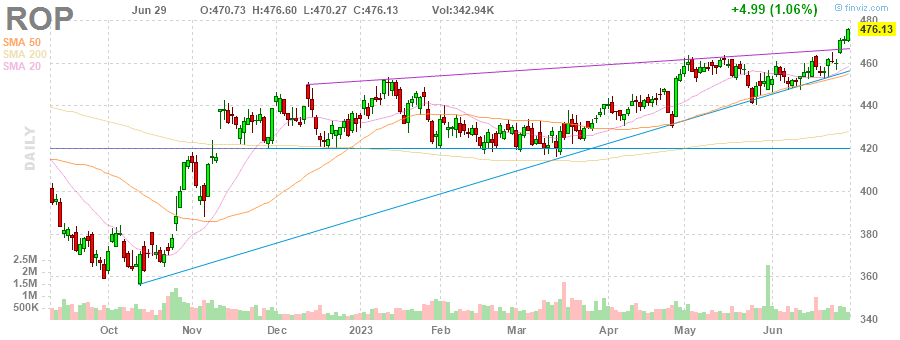 ROP Jun 29 O:470.73 H:476.60 L:470.27 C:476.13 Vol:342.94K +4.99 (1.06%) © finviz.com
SMA 50
SMA 200
SMA 20
DAILY
480
476.13
460
440
420
400
380
360
340
2.5M
2M
1.5M
1M
500K
Oct Nov Dec 2023 Feb Mar Apr May Jun